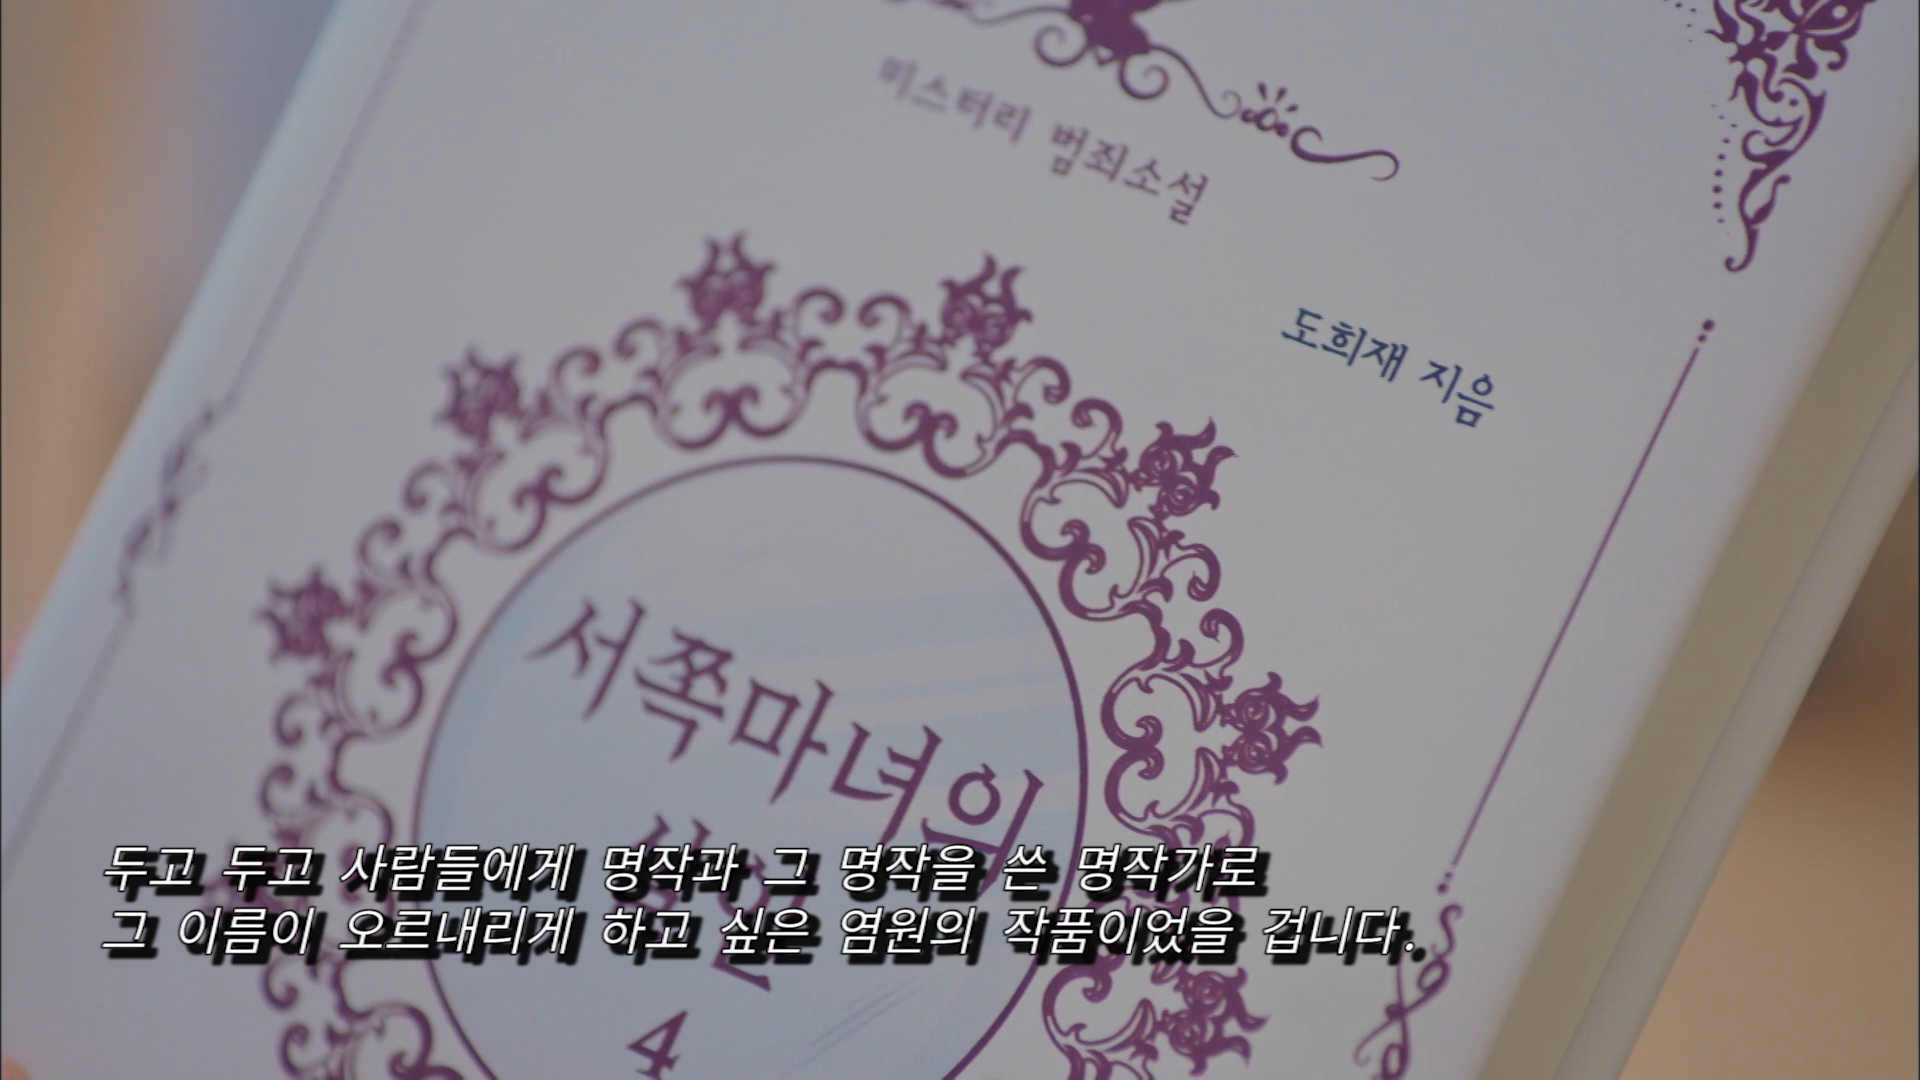 미스터리 범죄소설
도희재 지음
서쪽마녀의
살인
4
두고 두고 사람들에게 명작과 그 명작을 쓴 명작가로
그 이름이 오르내리게 하고 싶은 염원의 작품이었을 겁니다.